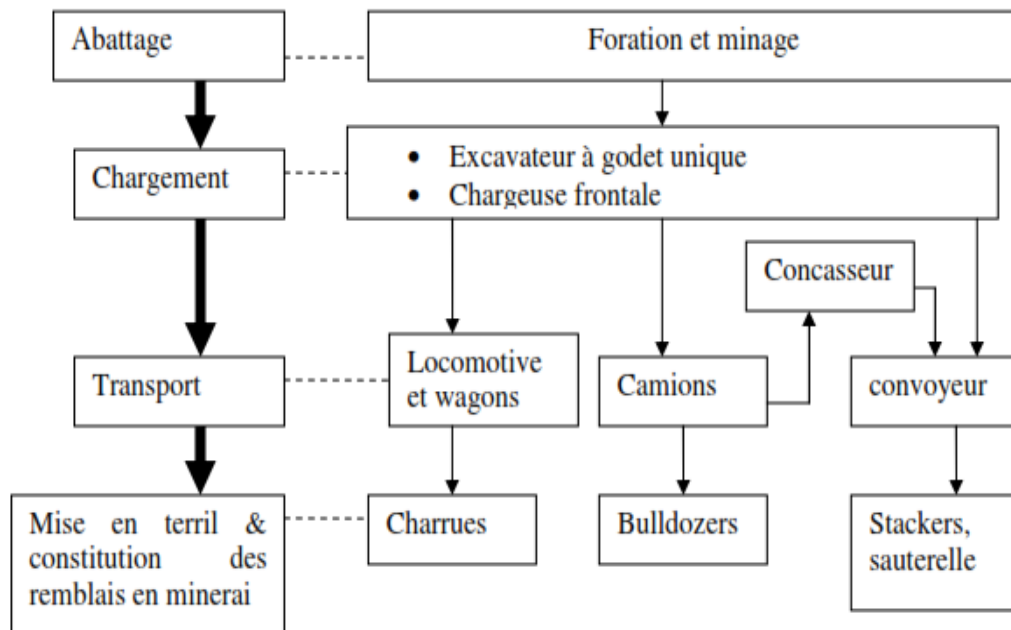 Abattage
Foration et minage
• Excavateur à godet unique
• Chargeuse frontale
Chargement
Concasseur
Locomotive
et wagons
Transport
Camions
convoyeur
Mise en terril &
constitution des
remblais en minerai
Charrues
Bulldozers
Stackers,
sauterelle